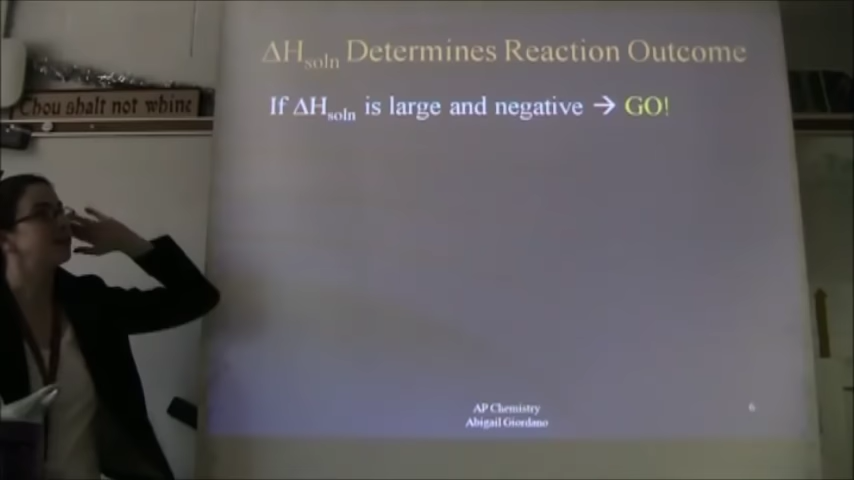 ΔHsoln Determines Reaction Outcome
Chou shalt not whine
If ΔHsoln is large and negative → GO!
AP Chemistry
Abigail Giordano
6